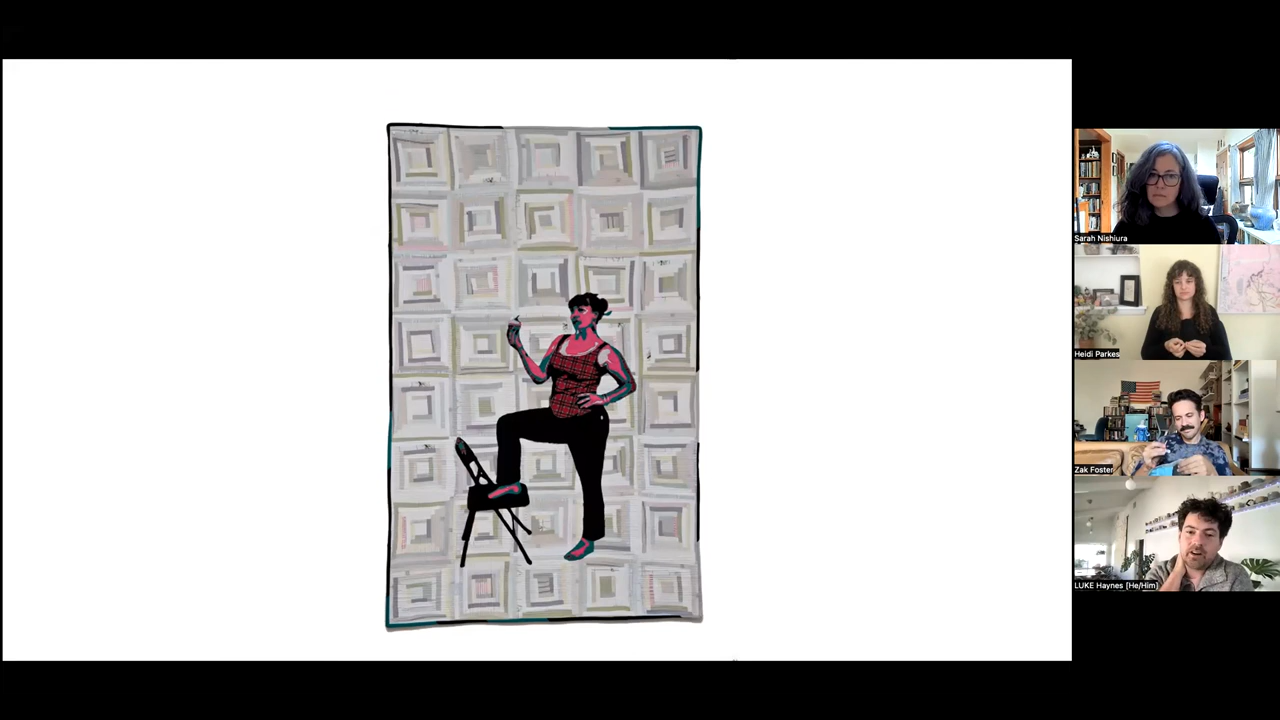 Sarah Nishiura
Heidi Parkes
Zak Foster
LUKE Haynes [He/Him]